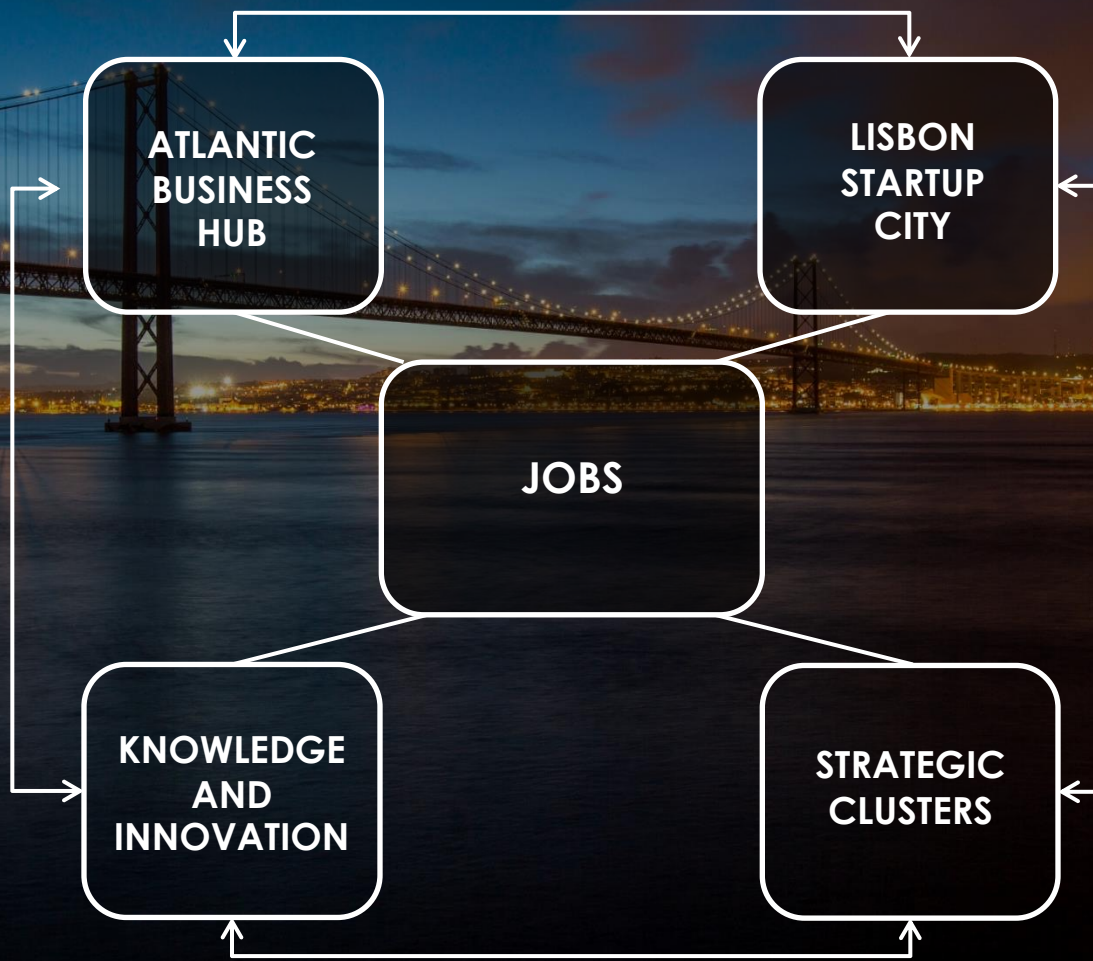 ATLANTIC
BUSINESS
HUB
LISBON
STARTUP
CITY
JOBS
KNOWLEDGE
AND
INNOVATION
STRATEGIC
CLUSTERS